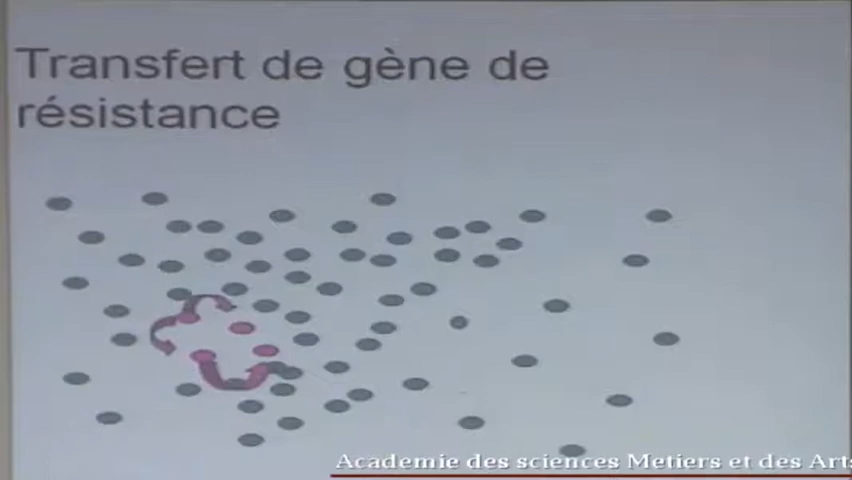 Transfert de gène de
résistance
Academie des sciences Metiers et des Arts